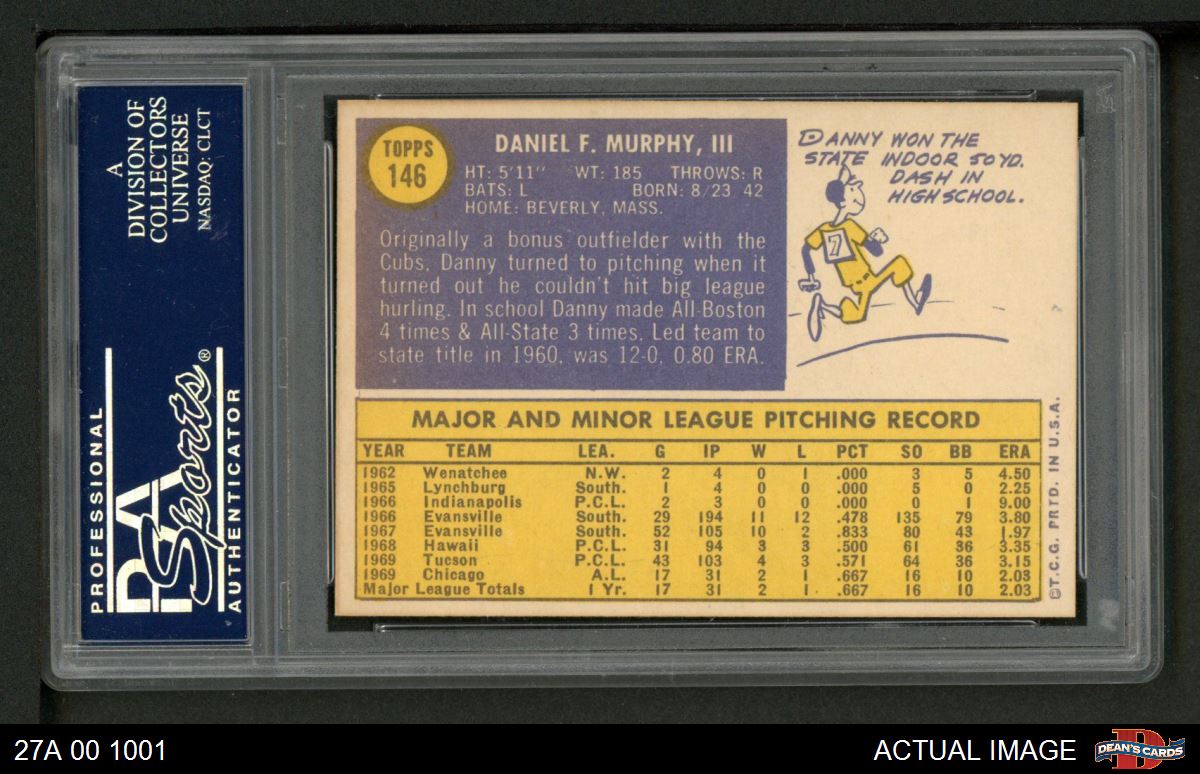 A
DIVISION OF
COLLECTORS
UNIVERSE
NASDAQ: CLCT
PROFESSIONAL
PSA
Sports®
AUTHENTICATOR
TOPPS
146
DANIEL F. MURPHY, III
HT: 5'11" WT: 185 THROWS: R
BATS: L BORN: 8/23 42
HOME: BEVERLY, MASS.
Originally a bonus outfielder with the
Cubs, Danny turned to pitching when it
turned out he couldn't hit big league
hurling. In school Danny made All-Boston
4 times & All-State 3 times. Led team to
state title in 1960, was 12-0, 0.80 ERA.
DANNY WON THE
STATE INDOOR 50 YD.
DASH IN
HIGH SCHOOL.
7
MAJOR AND MINOR LEAGUE PITCHING RECORD
YEAR TEAM LEA. G IP W L PCT SO BB ERA
1962 Wenatchee N.W. 2 4 0 1 .000 3 5 4.50
1965 Lynchburg South. 1 4 0 0 .000 5 0 2.25
1966 Indianapolis P.C.L. 2 3 0 0 .000 0 1 9.00
1966 Evansville South. 29 194 11 12 .478 135 79 3.80
1967 Evansville South. 52 105 10 2 .833 80 43 1.97
1968 Hawaii P.C.L. 31 94 3 3 .500 61 36 3.35
1969 Tucson P.C.L. 43 103 4 3 .571 64 36 3.15
1969 Chicago A.L. 17 31 2 1 .667 16 10 2.03
Major League Totals 1 Yr. 17 31 2 1 .667 16 10 2.03
©T.C.G. PRTD. IN U.S.A.
27A 00 1001
ACTUAL IMAGE
DEAN'S CARDS